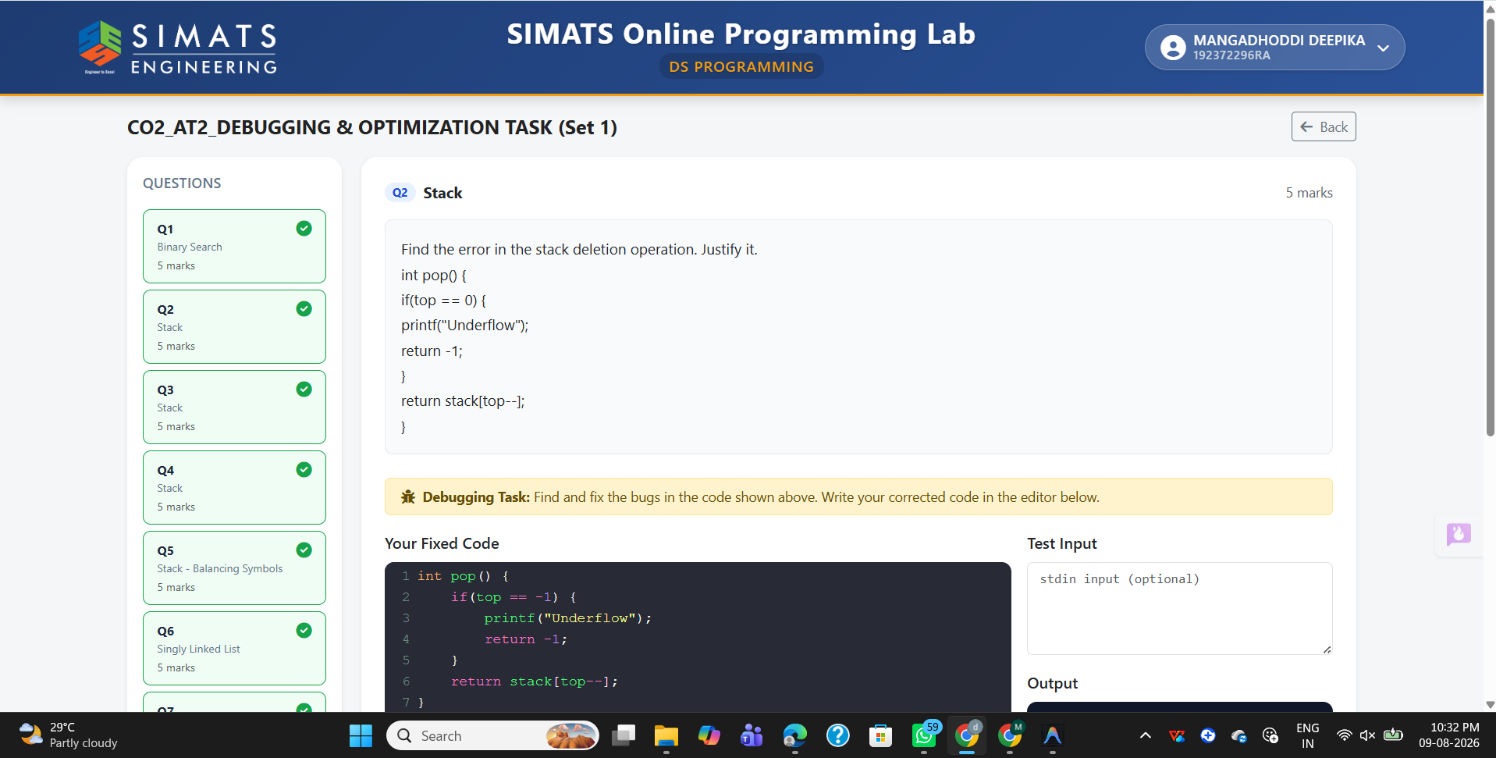 SIMATS
ENGINEERING
Engineer to Excel
SIMATS Online Programming Lab
DS PROGRAMMING
MANGADHODDI DEEPIKA
192372296RA
CO2_AT2_DEBUGGING & OPTIMIZATION TASK (Set 1)
← Back
QUESTIONS
Q1
Binary Search
5 marks
Q2
Stack
5 marks
Q3
Stack
5 marks
Q4
Stack
5 marks
Q5
Stack - Balancing Symbols
5 marks
Q6
Singly Linked List
5 marks
Q7
Q2 Stack
5 marks
Find the error in the stack deletion operation. Justify it.
int pop() {
if(top == 0) {
printf("Underflow");
return -1;
}
return stack[top--];
}
Debugging Task: Find and fix the bugs in the code shown above. Write your corrected code in the editor below.
Your Fixed Code
1 int pop() {
2 if(top == -1) {
3 printf("Underflow");
4 return -1;
5 }
6 return stack[top--];
7 }
Test Input
stdin input (optional)
Output
29°C
Partly cloudy
Search
59
d
M
ENG
IN
10:32 PM
09-08-2026